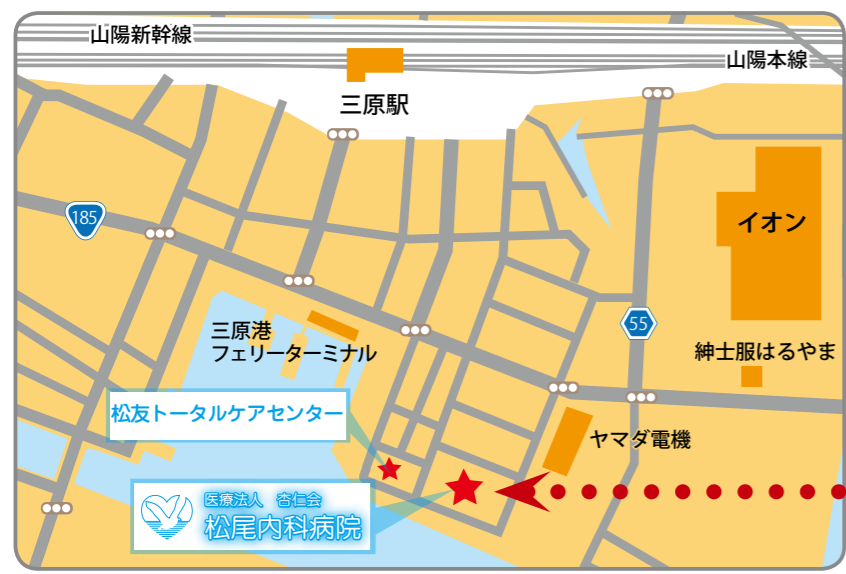 山陽新幹線
山陽本線
三原駅
185
イオン
55
三原港
フェリーターミナル
紳士服はるやま
松友トータルケアセンター
ヤマダ電機
医療法人　杏仁会
松尾内科病院